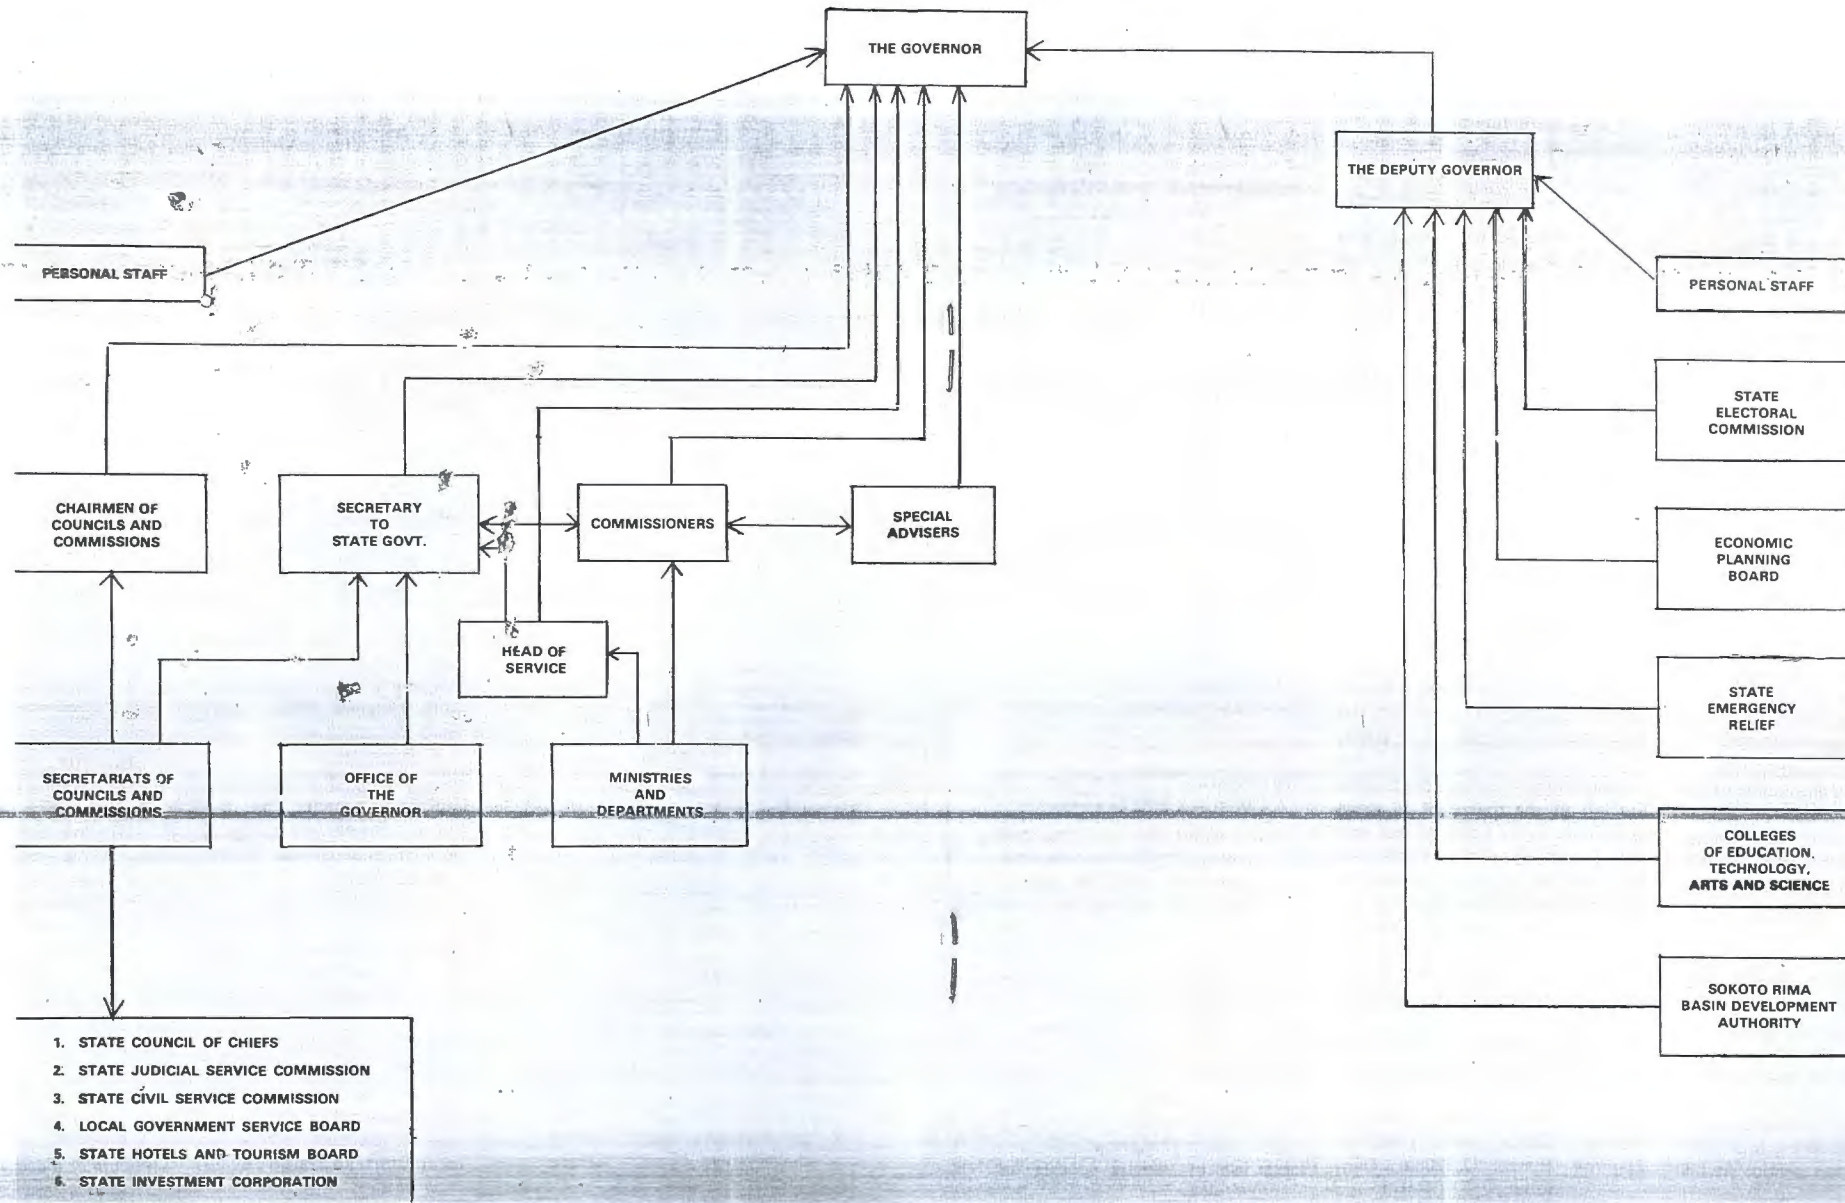 THE GOVERNOR
THE DEPUTY GOVERNOR
PERSONAL STAFF
PERSONAL STAFF
STATE
ELECTORAL
COMMISSION
CHAIRMEN OF
COUNCILS AND
COMMISSIONS
SECRETARY
TO
STATE GOVT.
COMMISSIONERS
SPECIAL
ADVISERS
ECONOMIC
PLANNING
BOARD
HEAD OF
SERVICE
STATE
EMERGENCY
RELIEF
SECRETARIATS OF
COUNCILS AND
COMMISSIONS
OFFICE OF
THE
GOVERNOR
MINISTRIES
AND
DEPARTMENTS
COLLEGES
OF EDUCATION,
TECHNOLOGY,
ARTS AND SCIENCE
SOKOTO RIMA
BASIN DEVELOPMENT
AUTHORITY
1. STATE COUNCIL OF CHIEFS
2. STATE JUDICIAL SERVICE COMMISSION
3. STATE CIVIL SERVICE COMMISSION
4. LOCAL GOVERNMENT SERVICE BOARD
5. STATE HOTELS AND TOURISM BOARD
6. STATE INVESTMENT CORPORATION